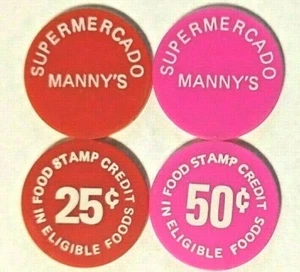 SUPERMERCADO
MANNY'S
SUPERMERCADO
MANNY'S
IN FOOD STAMP CREDIT
25¢
ELIGIBLE FOODS
IN FOOD STAMP CREDIT
50¢
ELIGIBLE FOODS